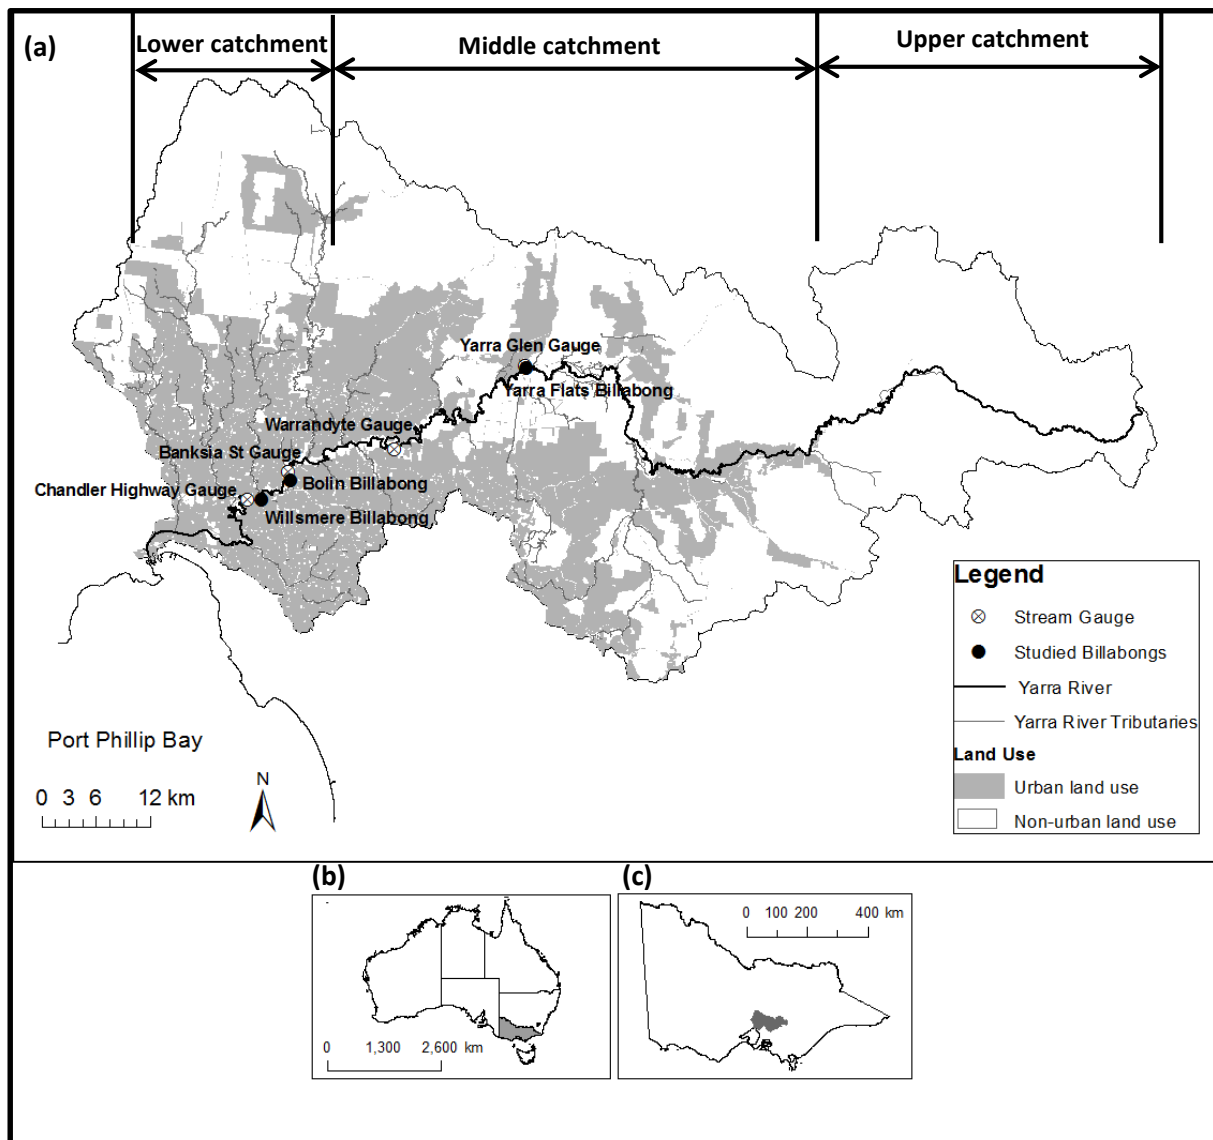 (a)
Lower catchment
Middle catchment
Upper catchment
Yarra Glen Gauge
Yarra Flats Billabong
Warrandyte Gauge
Banksia St Gauge
Bolin Billabong
Chandler Highway Gauge
Willsmere Billabong
Port Phillip Bay
0 3 6 12 km
N
Legend
Stream Gauge
Studied Billabongs
Yarra River
Yarra River Tributaries
Land Use
Urban land use
Non-urban land use
(b)
0 1,300 2,600 km
(c)
0 100 200 400 km